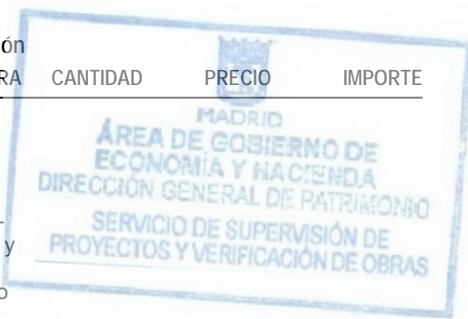 ón
RA CANTIDAD PRECIO IMPORTE
MADRID
ÁREA DE GOBIERNO DE
ECONOMÍA Y HACIENDA
DIRECCIÓN GENERAL DE PATRIMONIO
SERVICIO DE SUPERVISIÓN DE
y
PROYECTOS Y VERIFICACIÓN DE OBRAS
o